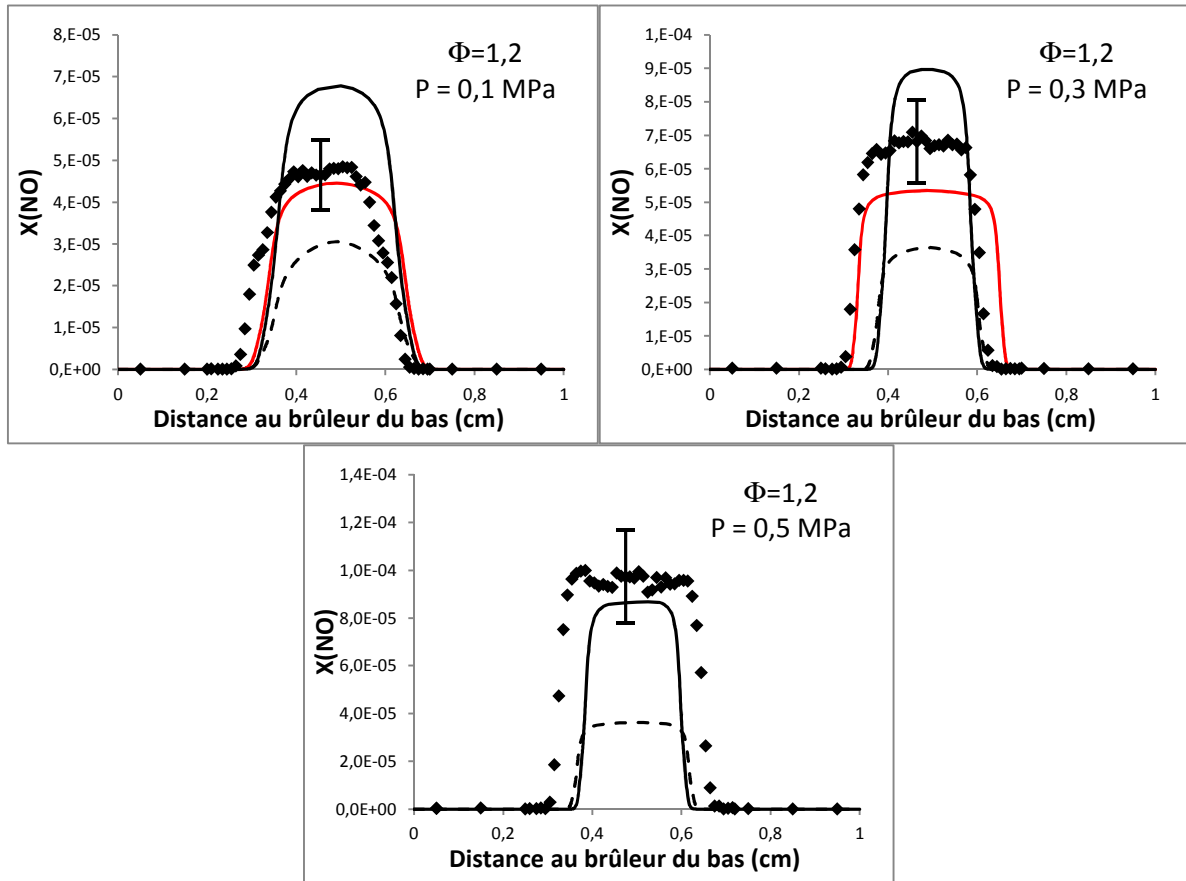 8,E-05
7,E-05
6,E-05
5,E-05
4,E-05
3,E-05
2,E-05
1,E-05
0,E+00
X(NO)
Φ=1,2
P = 0,1 MPa
0 0,2 0,4 0,6 0,8 1
Distance au brûleur du bas (cm)
1,E-04
9,E-05
8,E-05
7,E-05
6,E-05
5,E-05
4,E-05
3,E-05
2,E-05
1,E-05
0,E+00
X(NO)
Φ=1,2
P = 0,3 MPa
0 0,2 0,4 0,6 0,8 1
Distance au brûleur du bas (cm)
1,4E-04
1,2E-04
1,0E-04
8,0E-05
6,0E-05
4,0E-05
2,0E-05
0,0E+00
X(NO)
Φ=1,2
P = 0,5 MPa
0 0,2 0,4 0,6 0,8 1
Distance au brûleur du bas (cm)